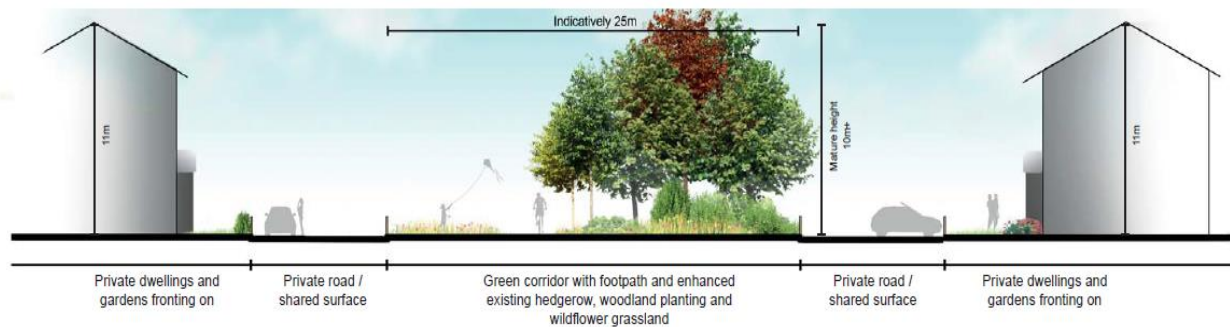 Indicatively 25m
11m
Mature height
10m+
11m
Private dwellings and
gardens fronting on
Private road /
shared surface
Green corridor with footpath and enhanced
existing hedgerow, woodland planting and
wildflower grassland
Private road /
shared surface
Private dwellings and
gardens fronting on